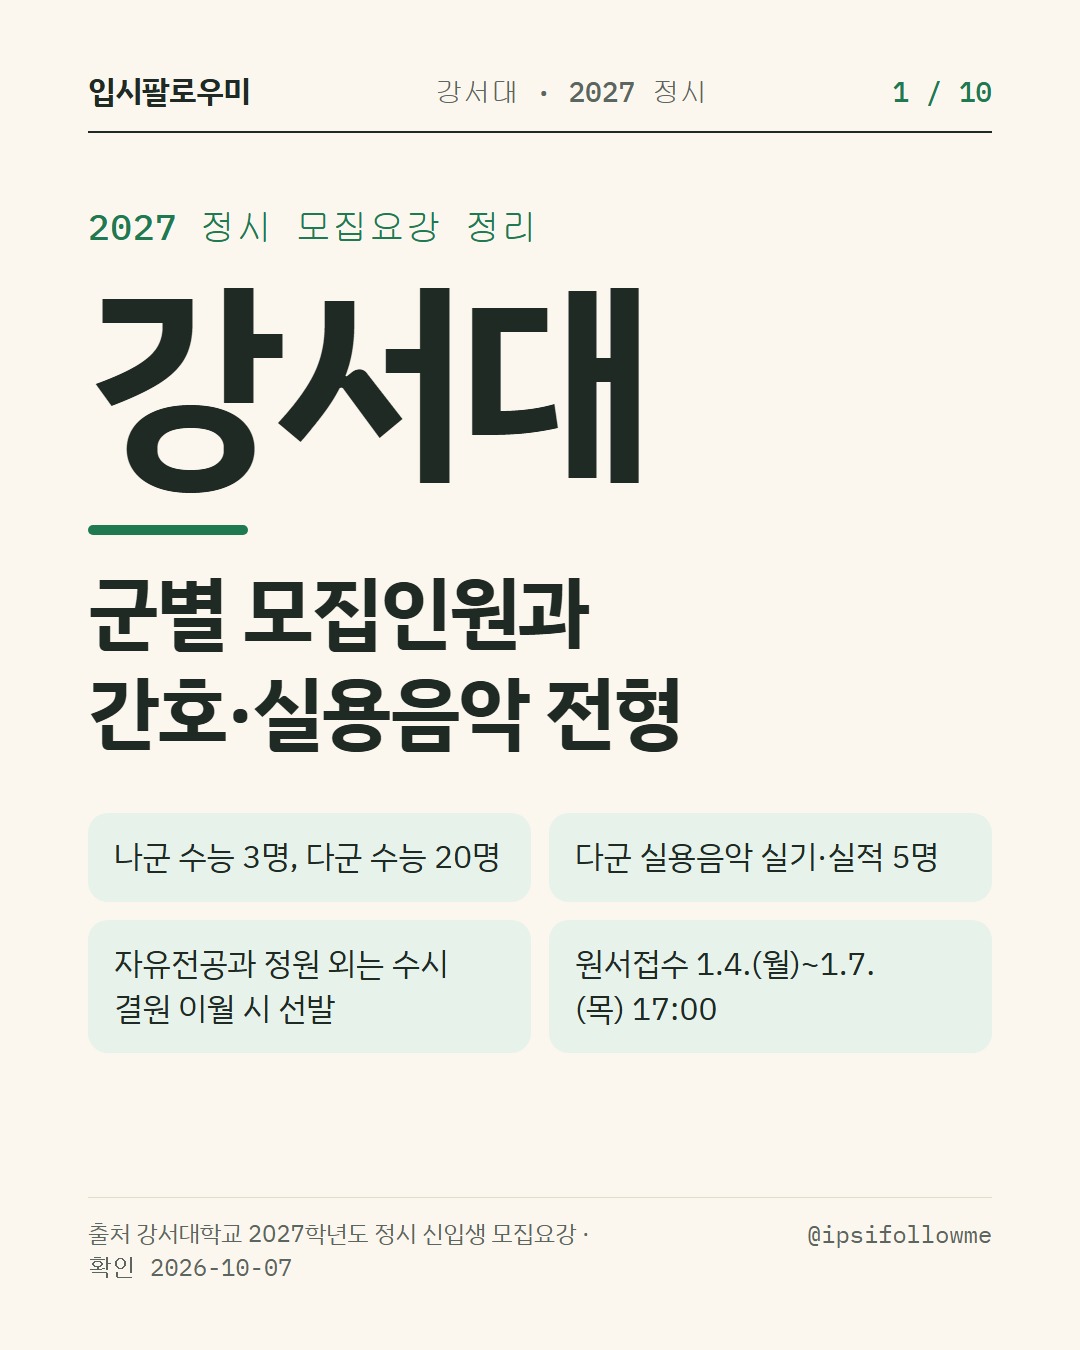 입시팔로우미
강서대 · 2027 정시
1 / 10
2027 정시 모집요강 정리
강서대
군별 모집인원과
간호·실용음악 전형
나군 수능 3명, 다군 수능 20명
다군 실용음악 실기·실적 5명
자유전공과 정원 외는 수시
결원 이월 시 선발
원서접수 1.4.(월)~1.7.
(목) 17:00
출처 강서대학교 2027학년도 정시 신입생 모집요강 ·
확인 2026-10-07
@ipsifollowme